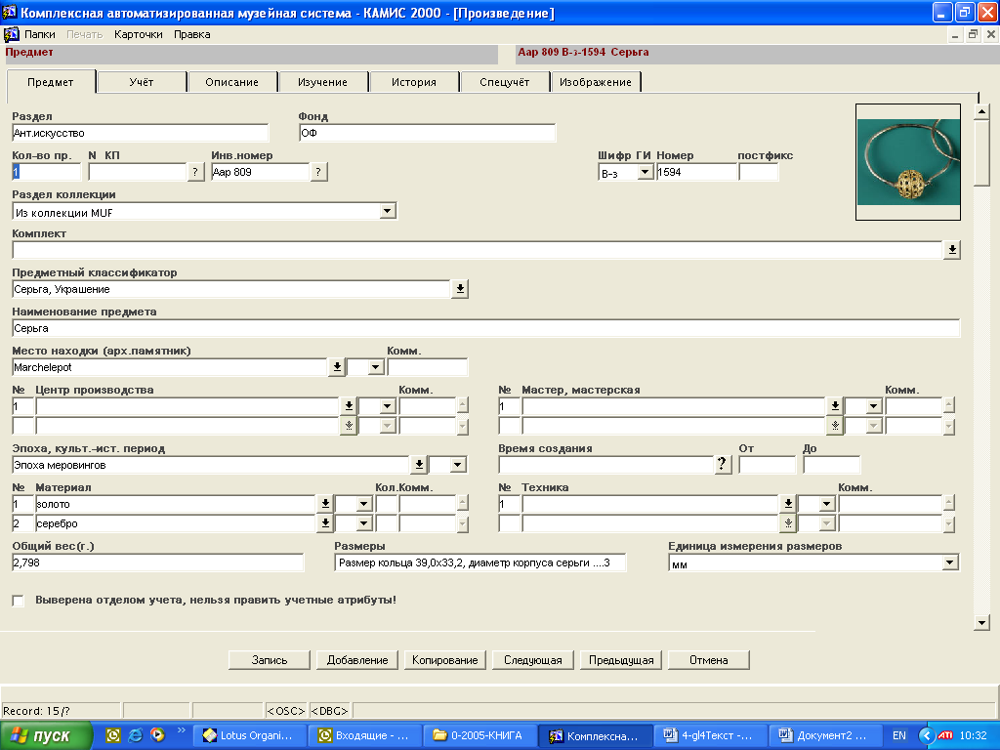 Комплексная автоматизированная музейная система - КАМИС 2000 - [Произведение]
Папки Печать Карточки Правка
Предмет Аар 809 В-з-1594 Серьга
Предмет Учёт Описание Изучение История Спецучёт Изображение
Раздел Фонд
Ант.искусство ОФ
Кол-во пр. N КП Инв.номер Шифр ГИ Номер постфикс
1 ? Аар 809 ? В-з 1594
Раздел коллекции
Из коллекции MUF
Комплект
Предметный классификатор
Серьга, Украшение
Наименование предмета
Серьга
Место находки (арх.памятник) Комм.
Marchelepot
№ Центр производства Комм. № Мастер, мастерская Комм.
1 1
Эпоха, культ.-ист. период Время создания От До
Эпоха меровингов ?
№ Материал Кол.Комм. № Техника Комм.
1 золото 1
2 серебро
Общий вес(г.) Размеры Единица измерения размеров
2,798 Размер кольца 39,0х33,2, диаметр корпуса серьги ....3 мм
Выверена отделом учета, нельзя править учетные атрибуты!
Запись Добавление Копирование Следующая Предыдущая Отмена
Record: 15/? <OSC> <DBG>
пуск » Lotus Organi... Входящие - ... 0-2005-КНИГА Комплексна... 4-gl4Текст -... Документ2 ... EN ATI 10:32